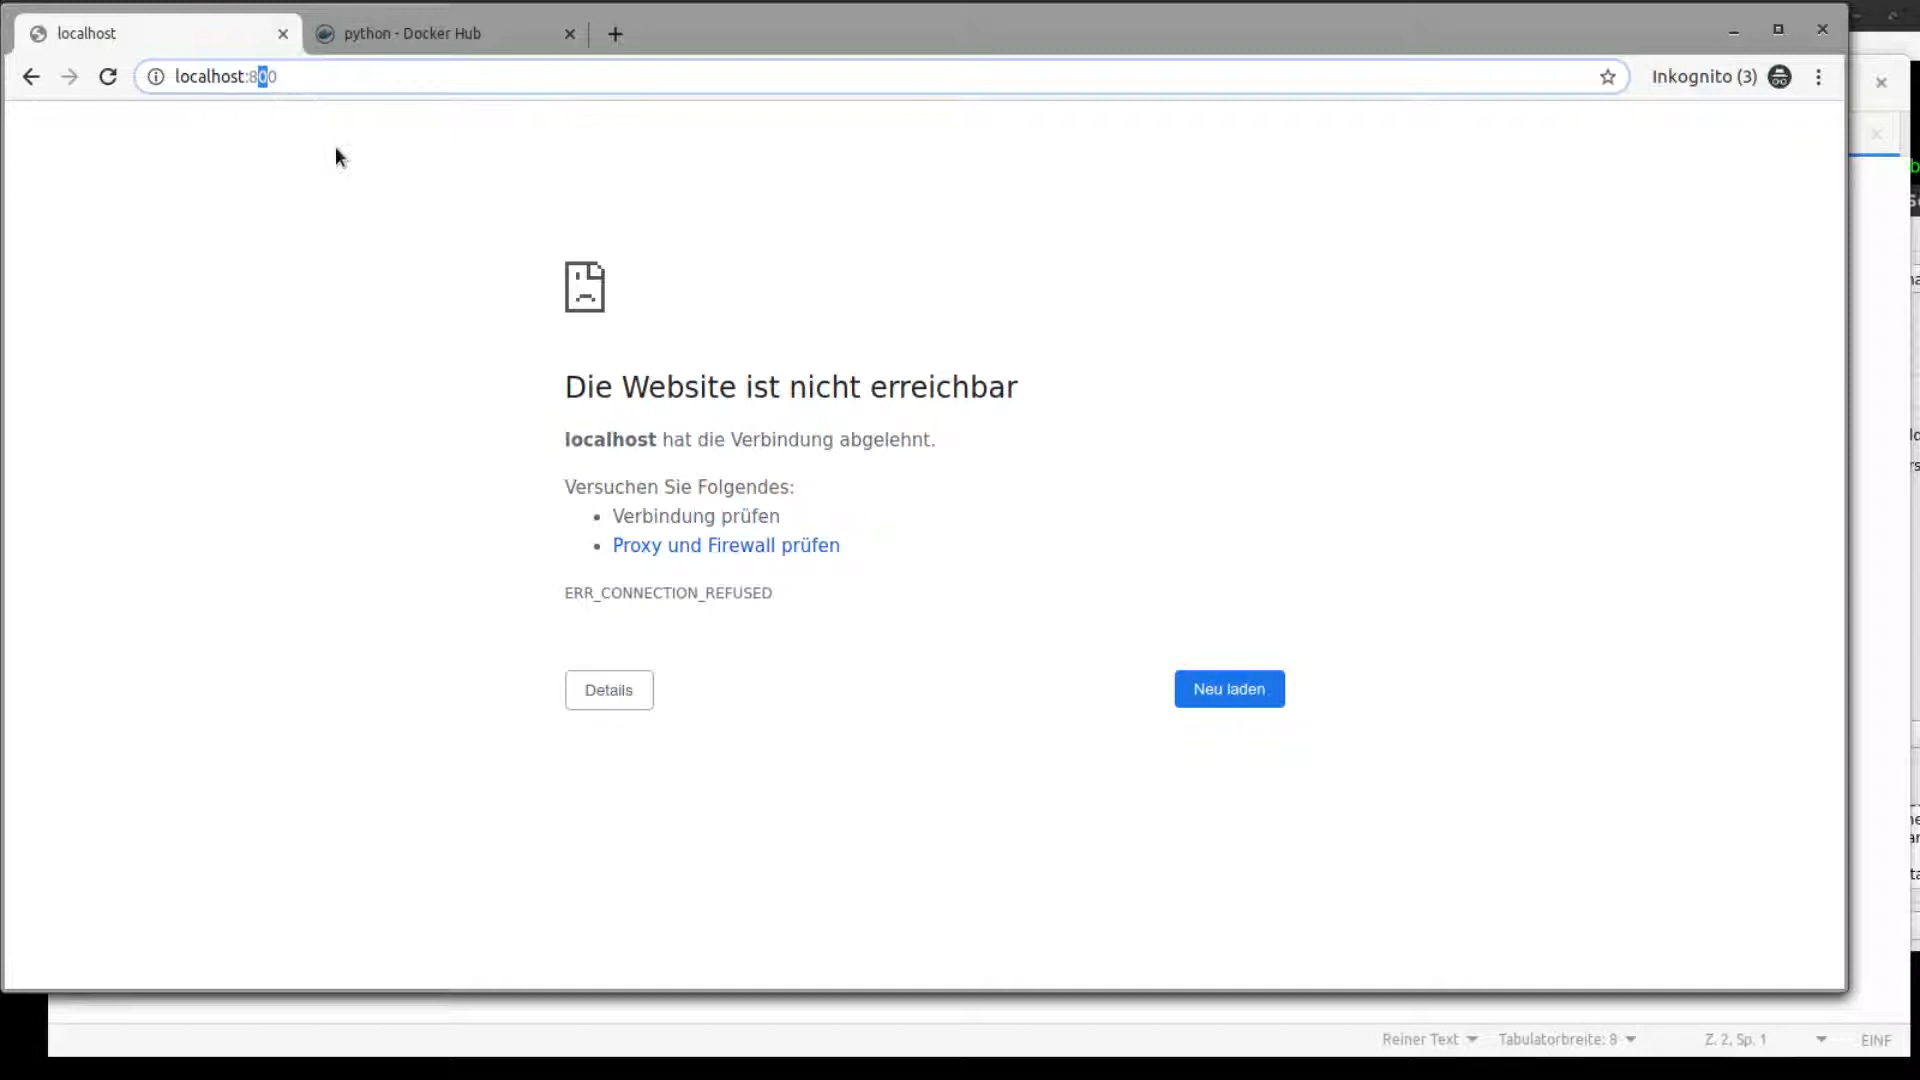 localhost
python - Docker Hub
localhost:800
Inkognito (3)
Die Website ist nicht erreichbar
localhost hat die Verbindung abgelehnt.
Versuchen Sie Folgendes:
• Verbindung prüfen
• Proxy und Firewall prüfen
ERR_CONNECTION_REFUSED
Details
Neu laden
Reiner Text
Tabulatorbreite: 8
Z. 2, Sp. 1
EINF